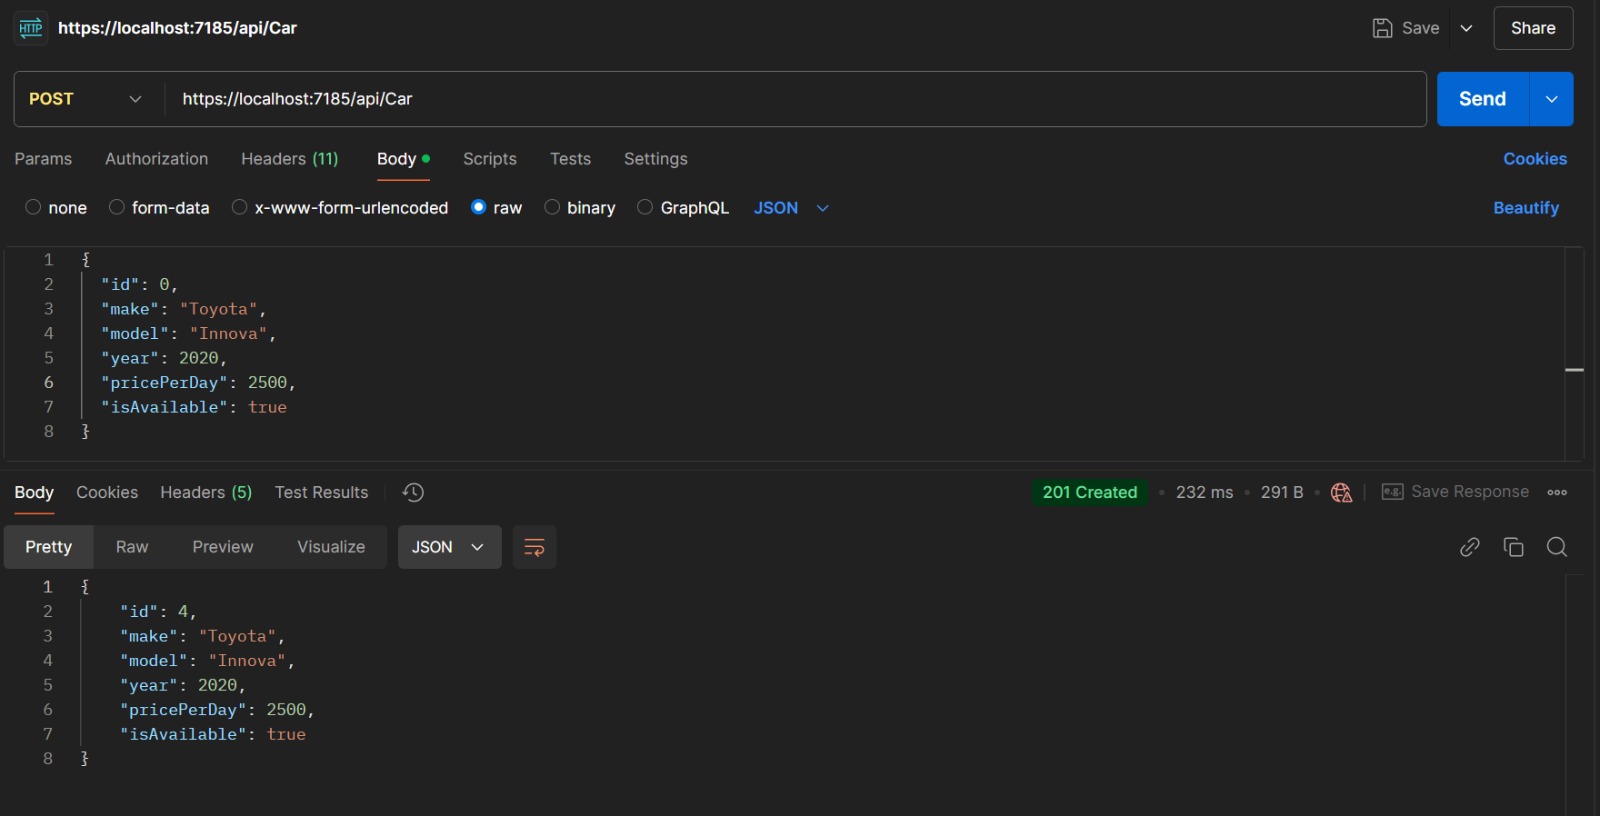 HTTP https://localhost:7185/api/Car Save Share
POST https://localhost:7185/api/Car Send
Params Authorization Headers (11) Body Scripts Tests Settings Cookies
none form-data x-www-form-urlencoded raw binary GraphQL JSON Beautify
1 {
2 "id": 0,
3 "make": "Toyota",
4 "model": "Innova",
5 "year": 2020,
6 "pricePerDay": 2500,
7 "isAvailable": true
8 }
Body Cookies Headers (5) Test Results 201 Created • 232 ms • 291 B • e.g. Save Response
Pretty Raw Preview Visualize JSON
1 {
2 "id": 4,
3 "make": "Toyota",
4 "model": "Innova",
5 "year": 2020,
6 "pricePerDay": 2500,
7 "isAvailable": true
8 }